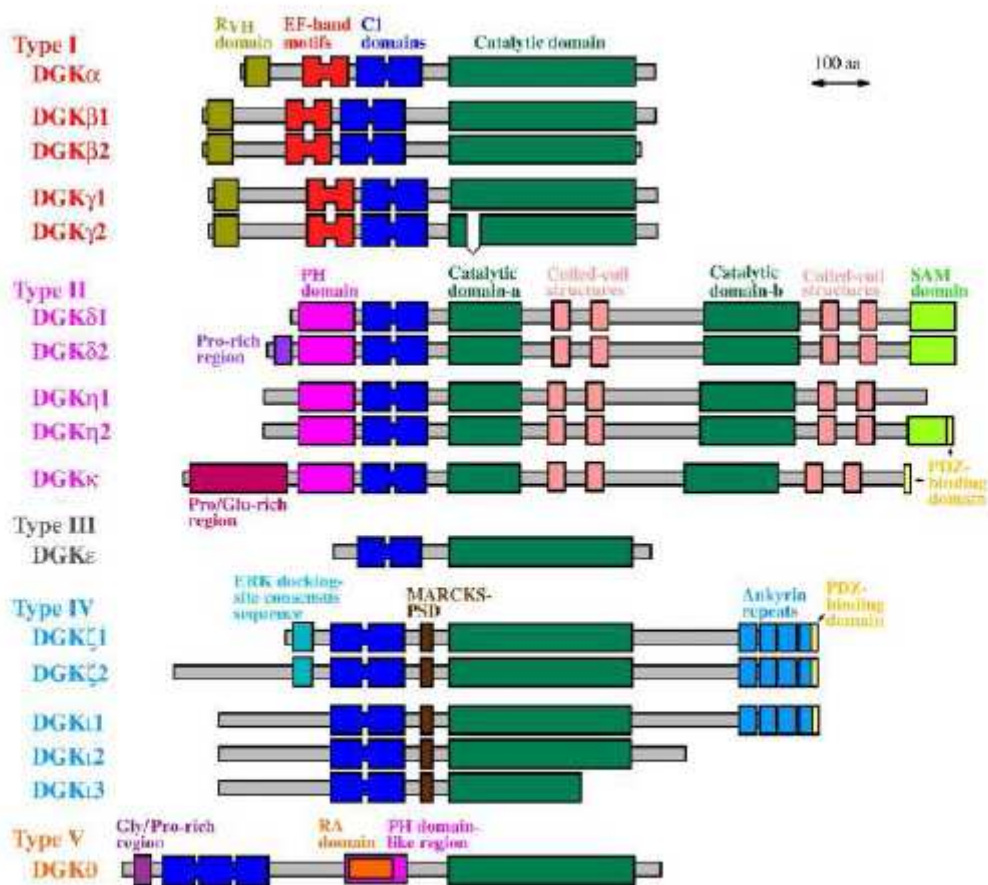 RVH domain
EF-hand motifs
C1 domains
Catalytic domain
100 aa
Type I
DGKα
DGKβ1
DGKβ2
DGKγ1
DGKγ2
Type II
PH domain
Catalytic domain-a
Coiled-coil structures
Catalytic domain-b
Coiled-coil structures
SAM domain
DGKδ1
Pro-rich region
DGKδ2
DGKη1
DGKη2
DGKκ
PDZ-binding domain
Pro/Glu-rich region
Type III
DGKε
ERK docking-site consensus sequence
MARCKS-PSD
Ankyrin repeats
PDZ-binding domain
Type IV
DGKζ1
DGKζ2
DGKι1
DGKι2
DGKι3
Type V
Gly/Pro-rich region
RA domain
PH domain-like region
DGKθ